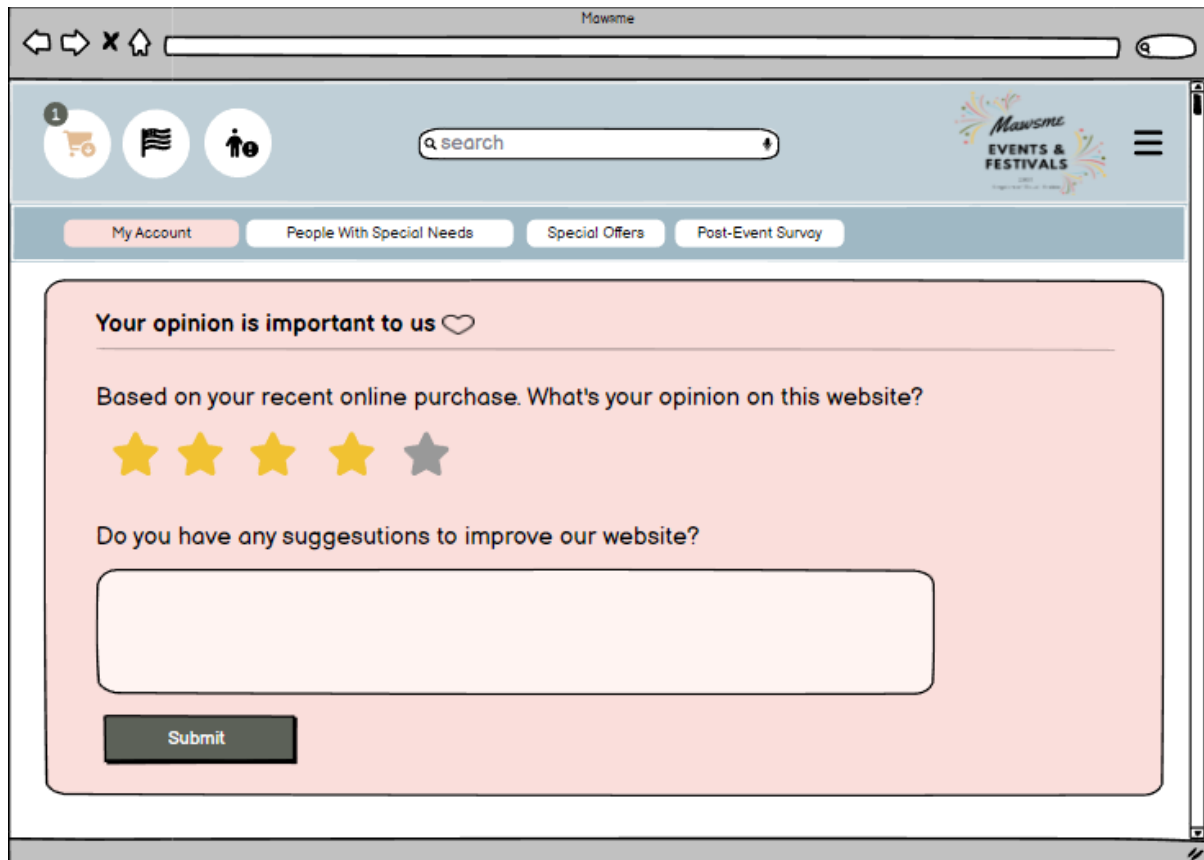 Mawsme
1
search
Mawsme
EVENTS &
FESTIVALS
My Account
People With Special Needs
Special Offers
Post-Event Survay
Your opinion is important to us
Based on your recent online purchase. What's your opinion on this website?
Do you have any suggesutions to improve our website?
Submit